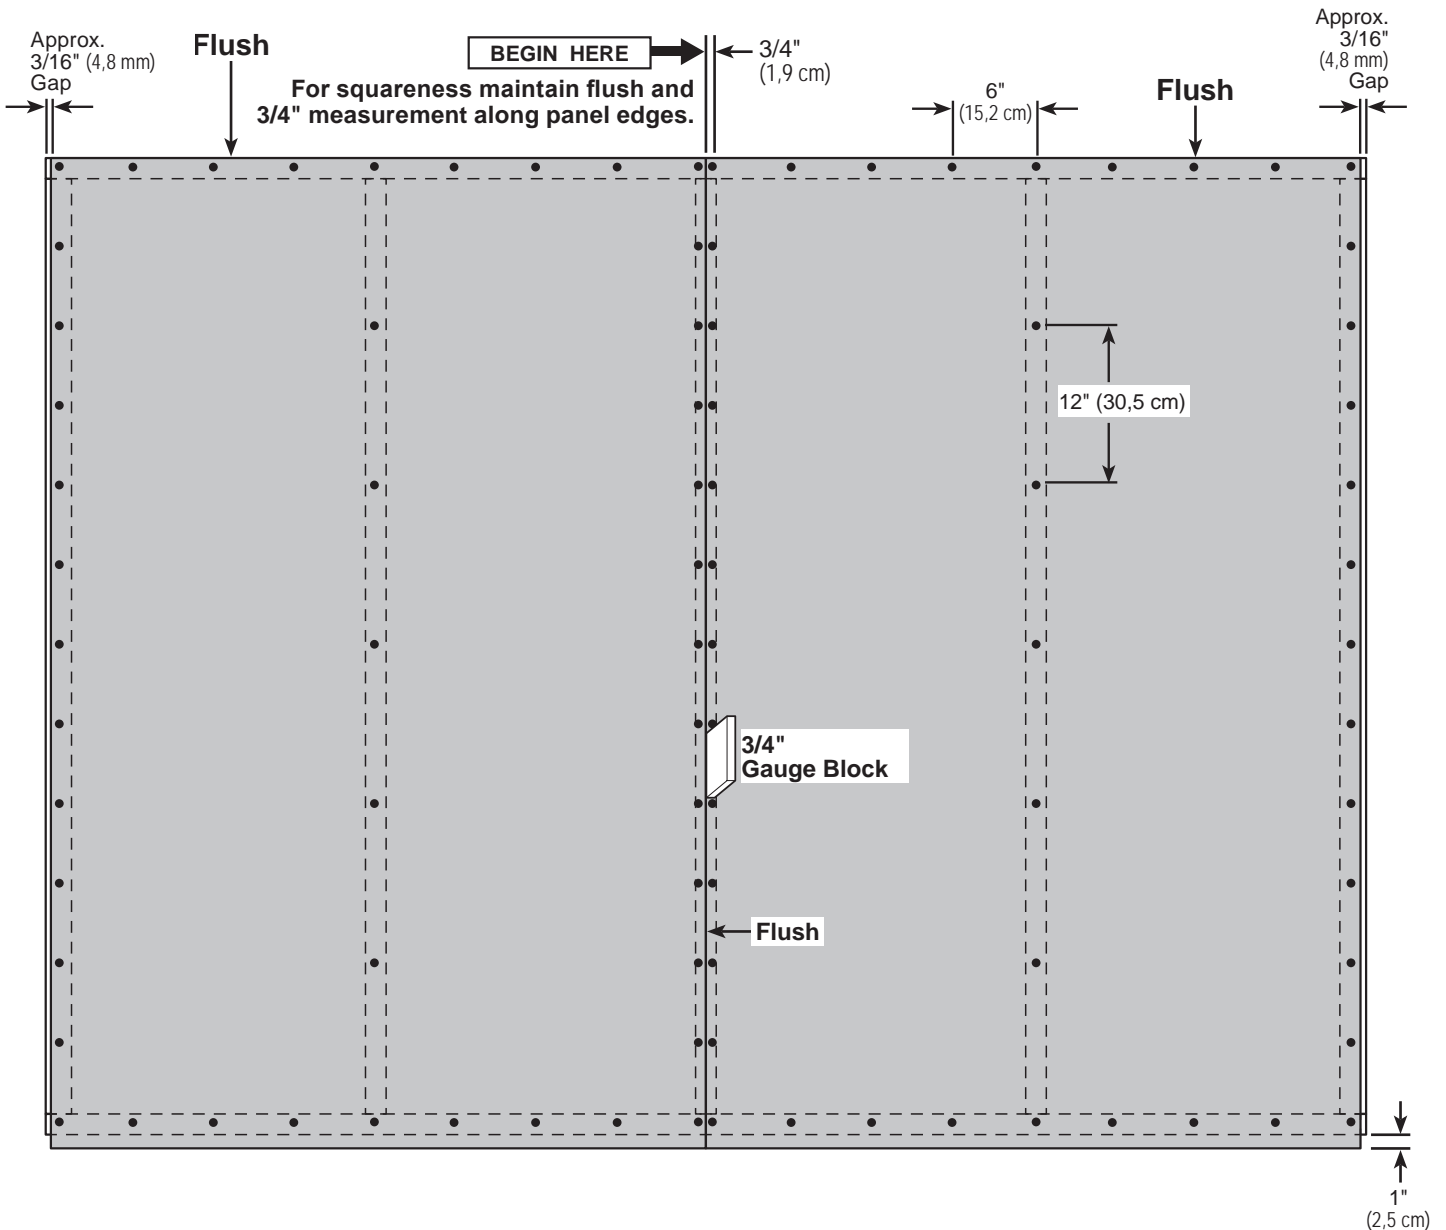 Approx.
3/16" (4,8 mm)
Gap
Flush
BEGIN HERE
For squareness maintain flush and
3/4" measurement along panel edges.
3/4"
(1,9 cm)
6"
(15,2 cm)
Flush
Approx.
3/16"
(4,8 mm)
Gap
12" (30,5 cm)
3/4"
Gauge Block
Flush
1"
(2,5 cm)